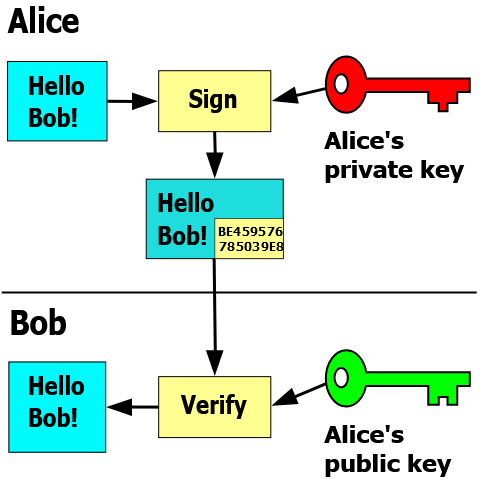 Alice
Hello
Bob!
Sign
Alice's
private key
Hello
Bob!
BE459576
785039E8
Bob
Hello
Bob!
Verify
Alice's
public key